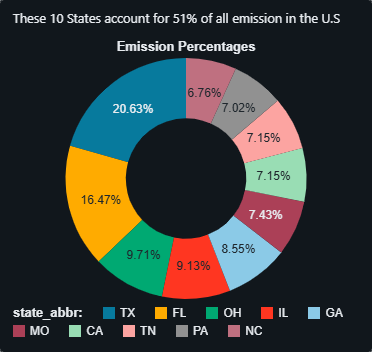 These 10 States account for 51% of all emission in the U.S
Emission Percentages
6.76%
20.63%
7.02%
7.15%
7.15%
16.47%
7.43%
8.55%
9.71%
9.13%
state_abbr: TX FL OH IL GA
MO CA TN PA NC